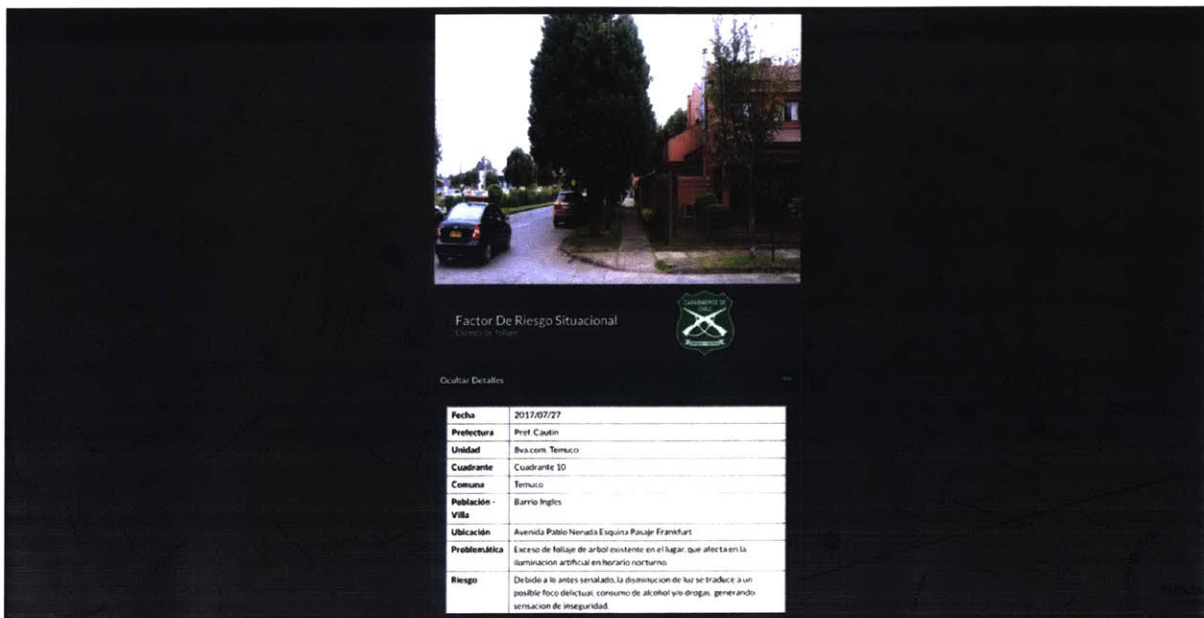 CARABINEROS DE
CHILE
Factor De Riesgo Situacional
Exceso de follaje
Ocultar Detalles
Fecha 2017/07/27
Prefectura Pref. Cautin
Unidad 8va.com. Temuco
Cuadrante Cuadrante 10
Comuna Temuco
Población - Barrio Ingles
Villa
Ubicación Avenida Pablo Neruda Esquina Pasaje Frankfurt
Problemática Exceso de follaje de arbol existente en el lugar, que afecta en la
iluminacion artificial en horario nocturno.
Riesgo Debido a lo antes senalado, la disminucion de luz se traduce a un
posible foco delictual, consumo de alcohol y/o drogas, generando
sensacion de inseguridad.